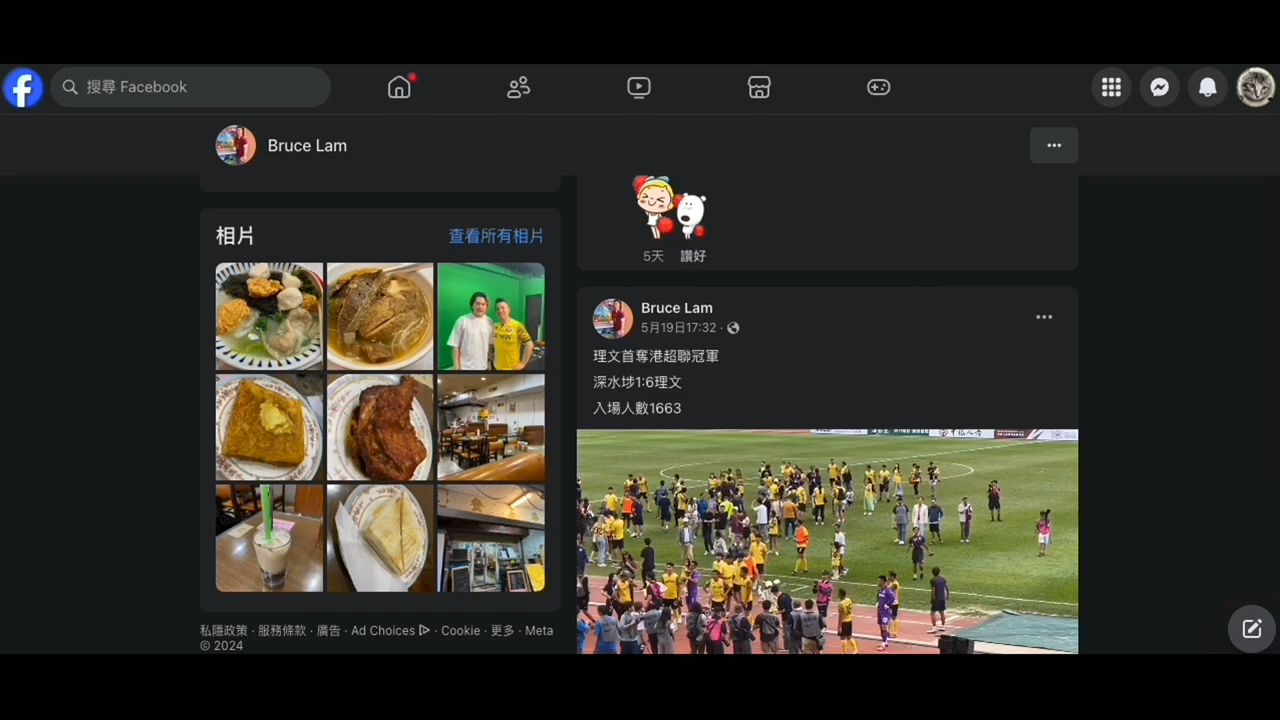 搜尋 Facebook
Bruce Lam
相片
查看所有相片
5天 讚好
Bruce Lam
5月19日17:32
理文首奪港超聯冠軍
深水埗1:6理文
入場人數1663
私隱政策 · 服務條款 · 廣告 · Ad Choices · Cookie · 更多 · Meta
© 2024